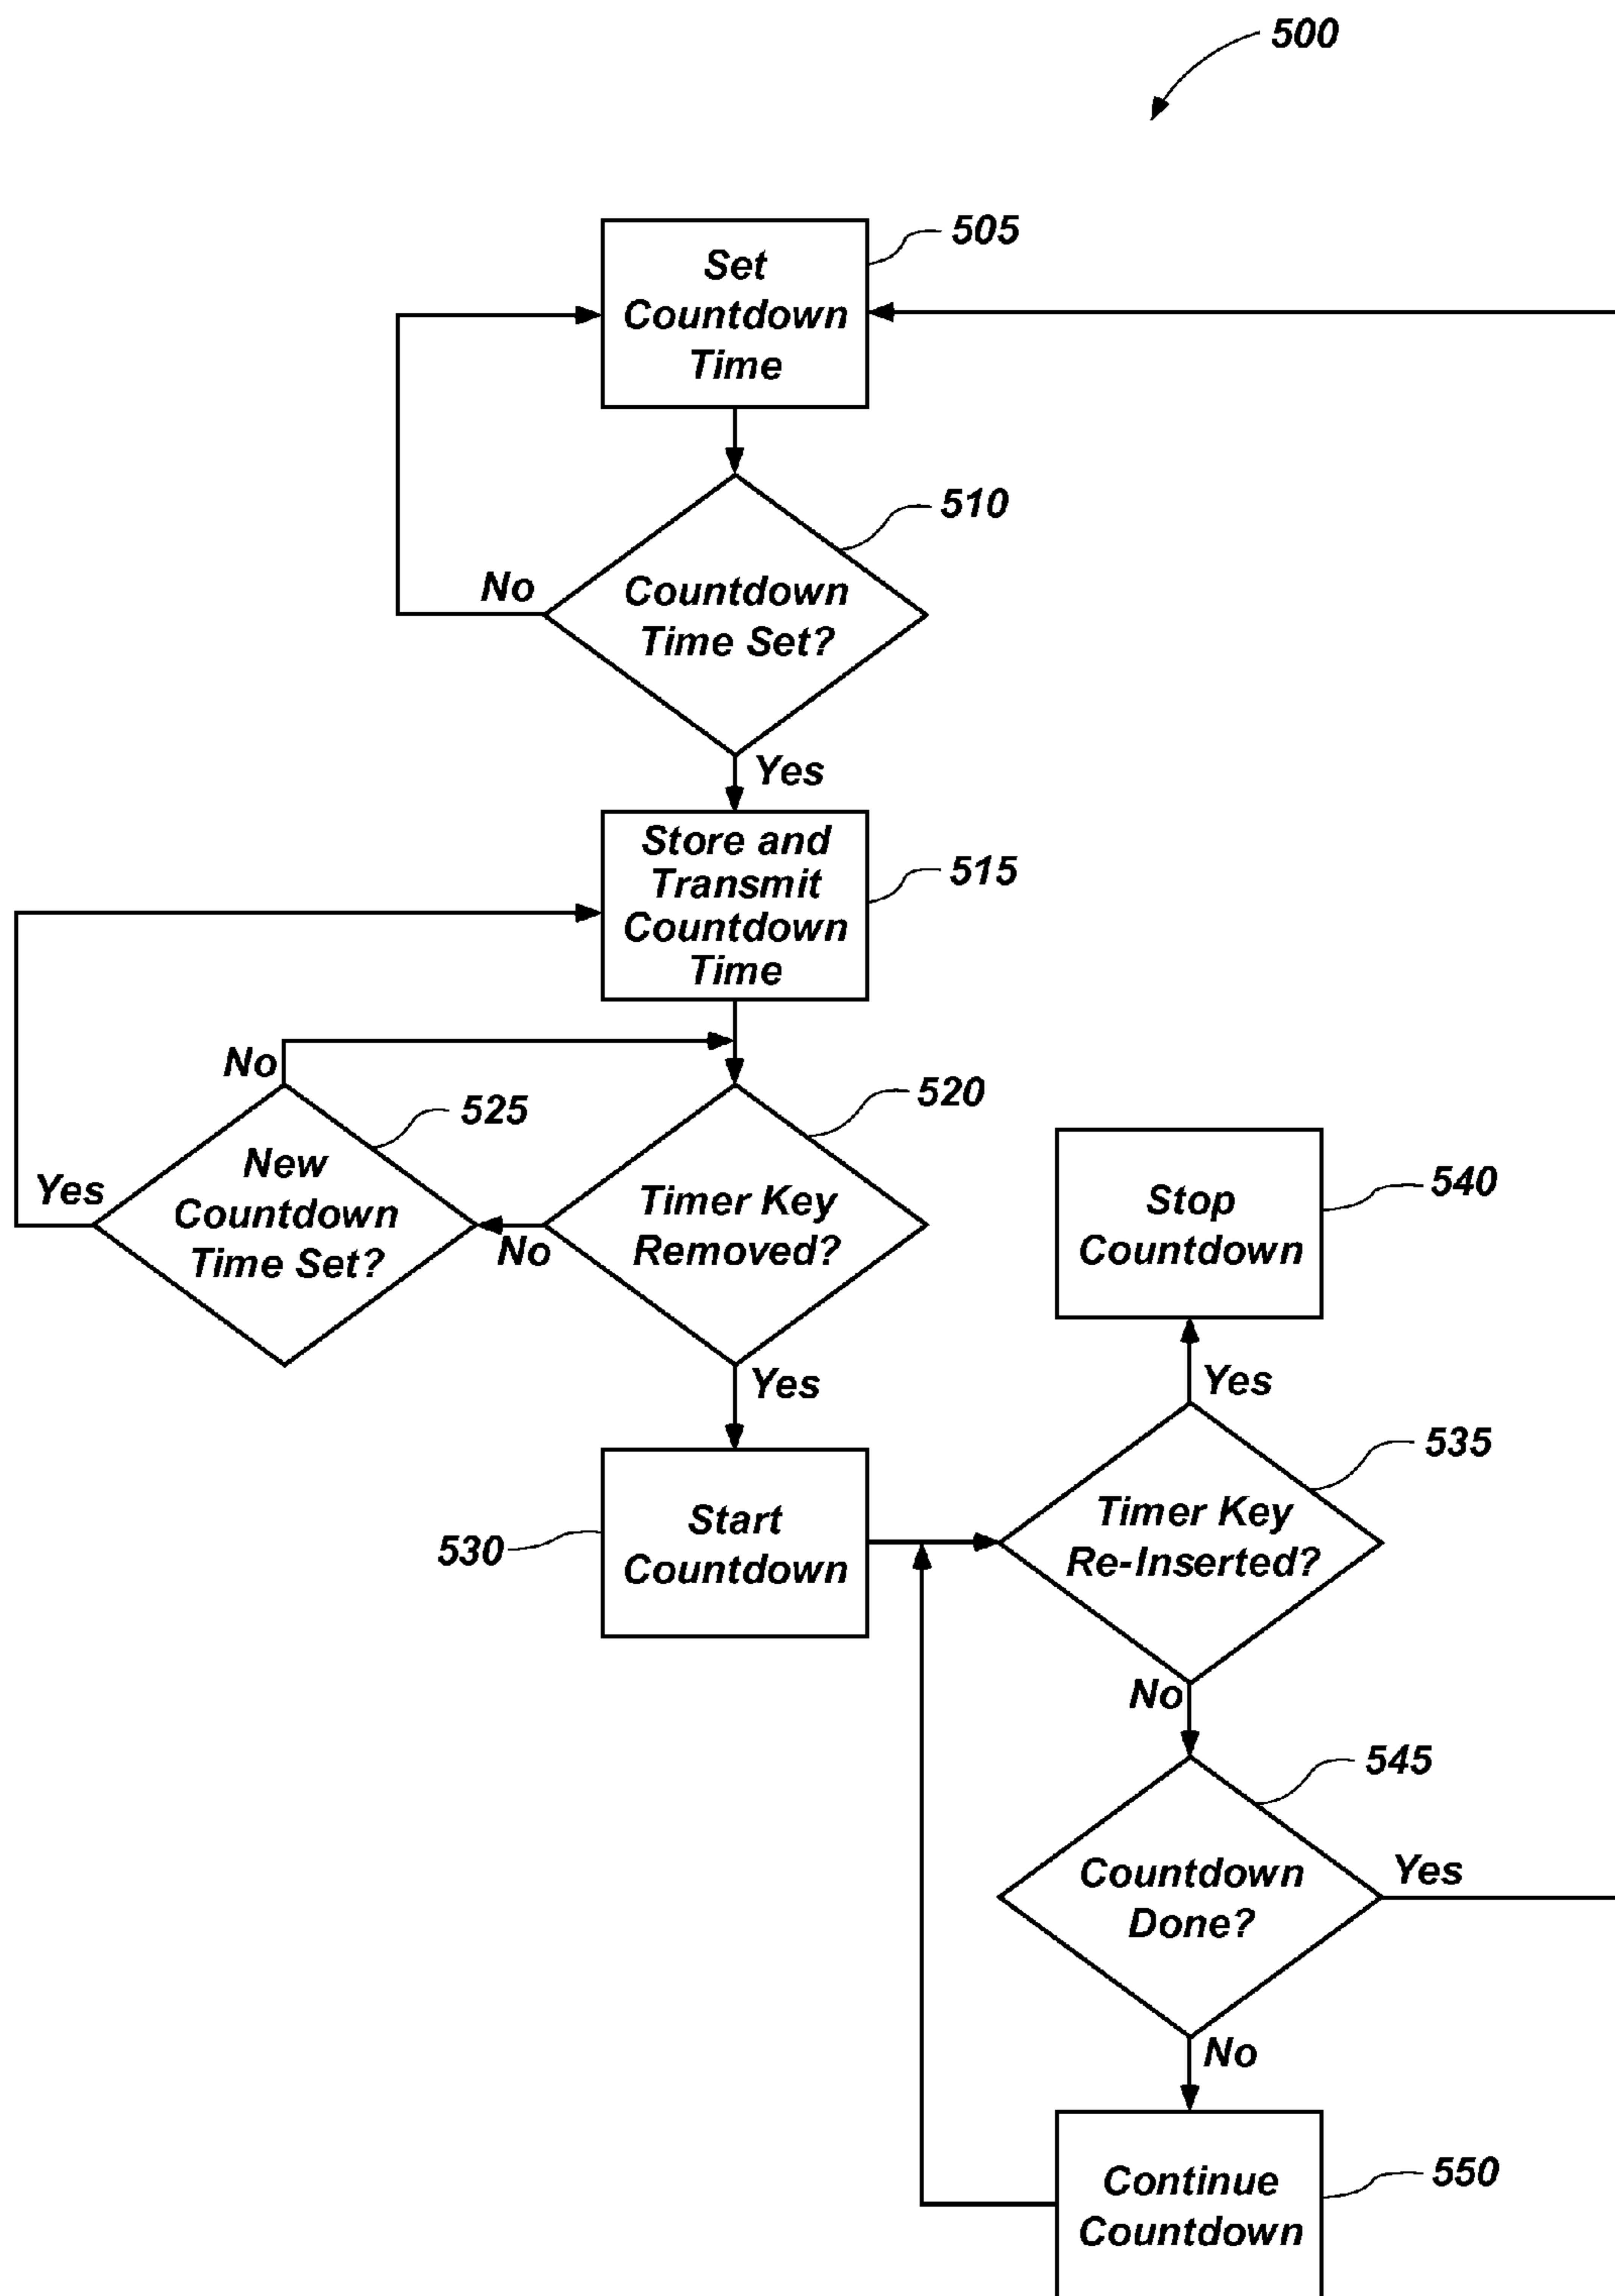 500
505
Set
Countdown
Time
510
No
Countdown
Time Set?
Yes
Store and
Transmit
Countdown
Time
515
No
525
520
New
Countdown
Time Set?
Yes
No
Timer Key
Removed?
Stop
Countdown
540
Yes
Yes
535
530
Start
Countdown
Timer Key
Re-Inserted?
No
545
Countdown
Done?
Yes
No
Continue
Countdown
550